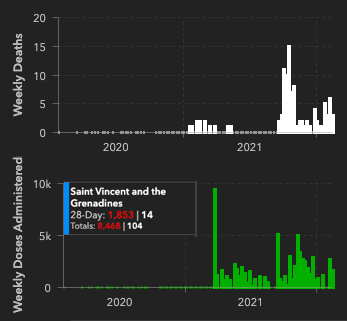 Weekly Deaths
20
15
10
5
0
2020
2021
Weekly Doses Administered
10k
5k
0
Saint Vincent and the
Grenadines
28-Day: 1,853 | 14
Totals: 8,468 | 104
2020
2021